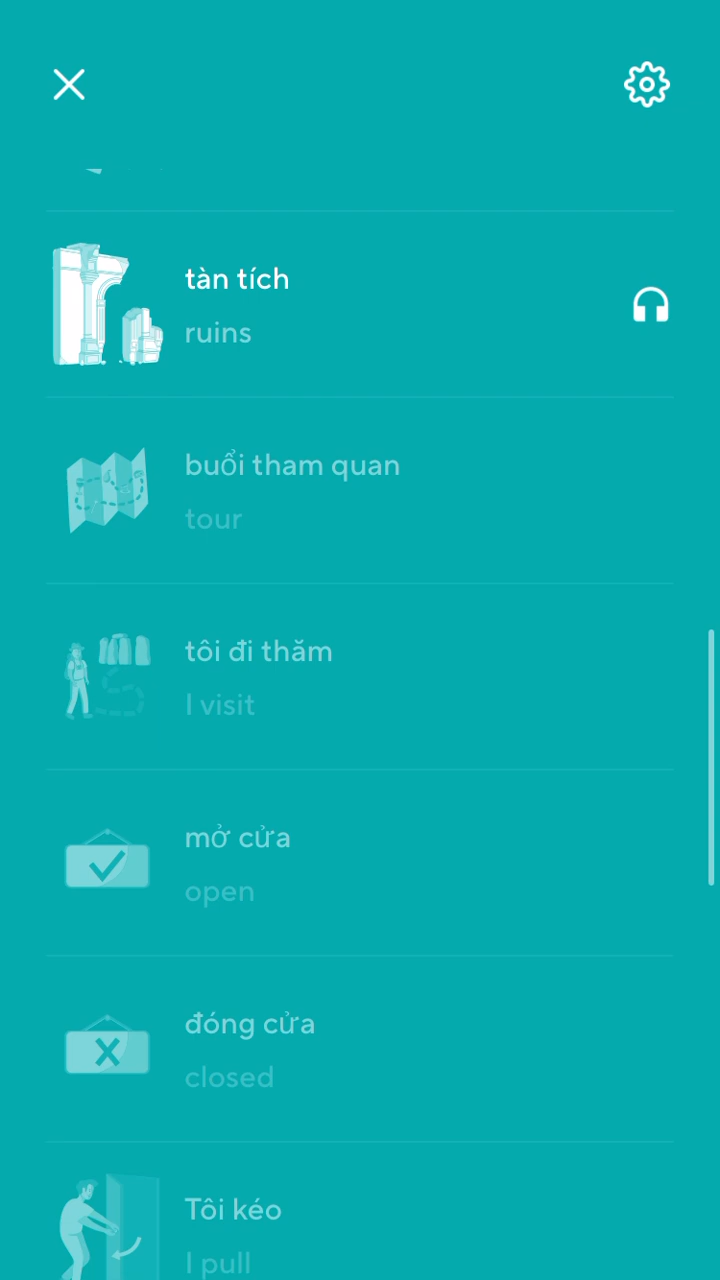 tàn tích
ruins
buổi tham quan
tour
tôi đi thăm
I visit
mở cửa
open
đóng cửa
closed
Tôi kéo
I pull